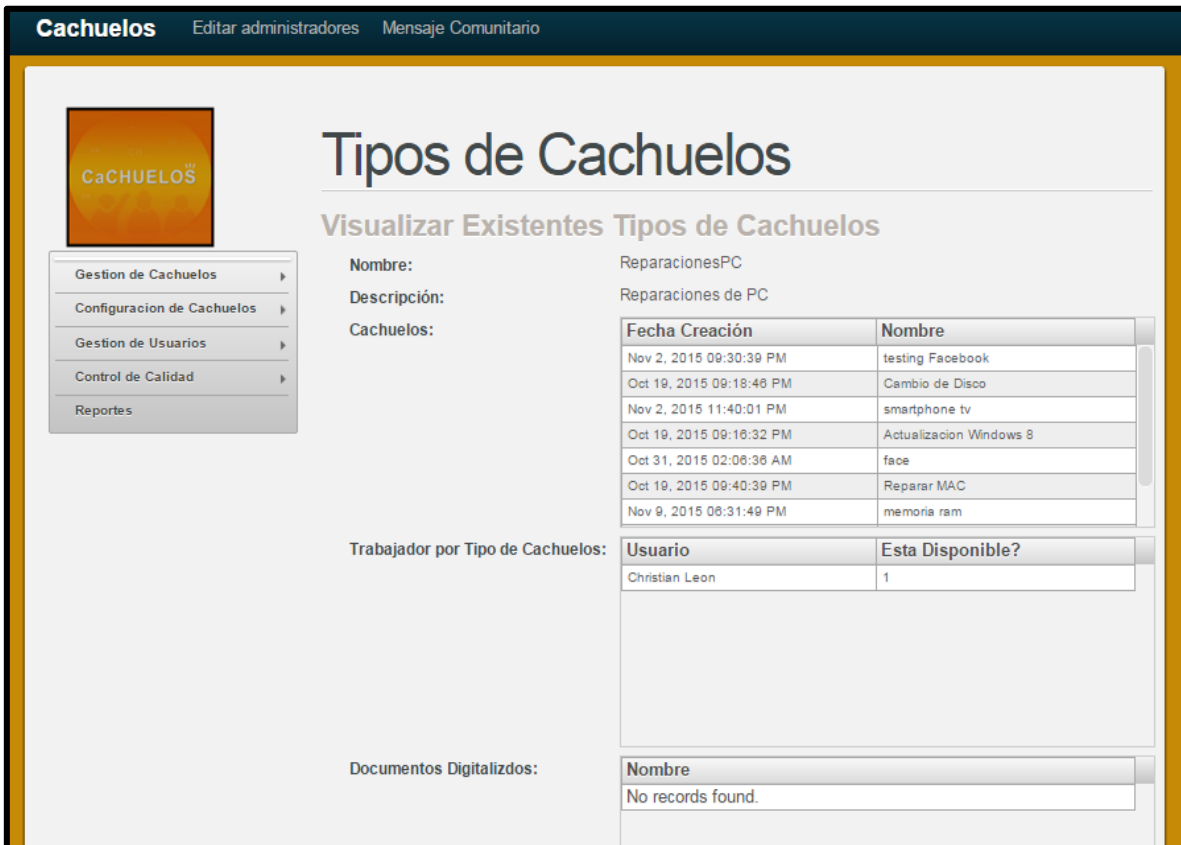 Cachuelos Editar administradores Mensaje Comunitario
CaCHUELOS
Tipos de Cachuelos
Visualizar Existentes Tipos de Cachuelos
Gestion de Cachuelos
Configuracion de Cachuelos
Gestion de Usuarios
Control de Calidad
Reportes
Nombre: ReparacionesPC
Descripción: Reparaciones de PC
Cachuelos:
Fecha Creación Nombre
Nov 2, 2015 09:30:39 PM testing Facebook
Oct 19, 2015 09:18:46 PM Cambio de Disco
Nov 2, 2015 11:40:01 PM smartphone tv
Oct 19, 2015 09:16:32 PM Actualizacion Windows 8
Oct 31, 2015 02:06:36 AM face
Oct 19, 2015 09:40:39 PM Reparar MAC
Nov 9, 2015 06:31:49 PM memoria ram
Trabajador por Tipo de Cachuelos:
Usuario Esta Disponible?
Christian Leon 1
Documentos Digitalizdos:
Nombre
No records found.